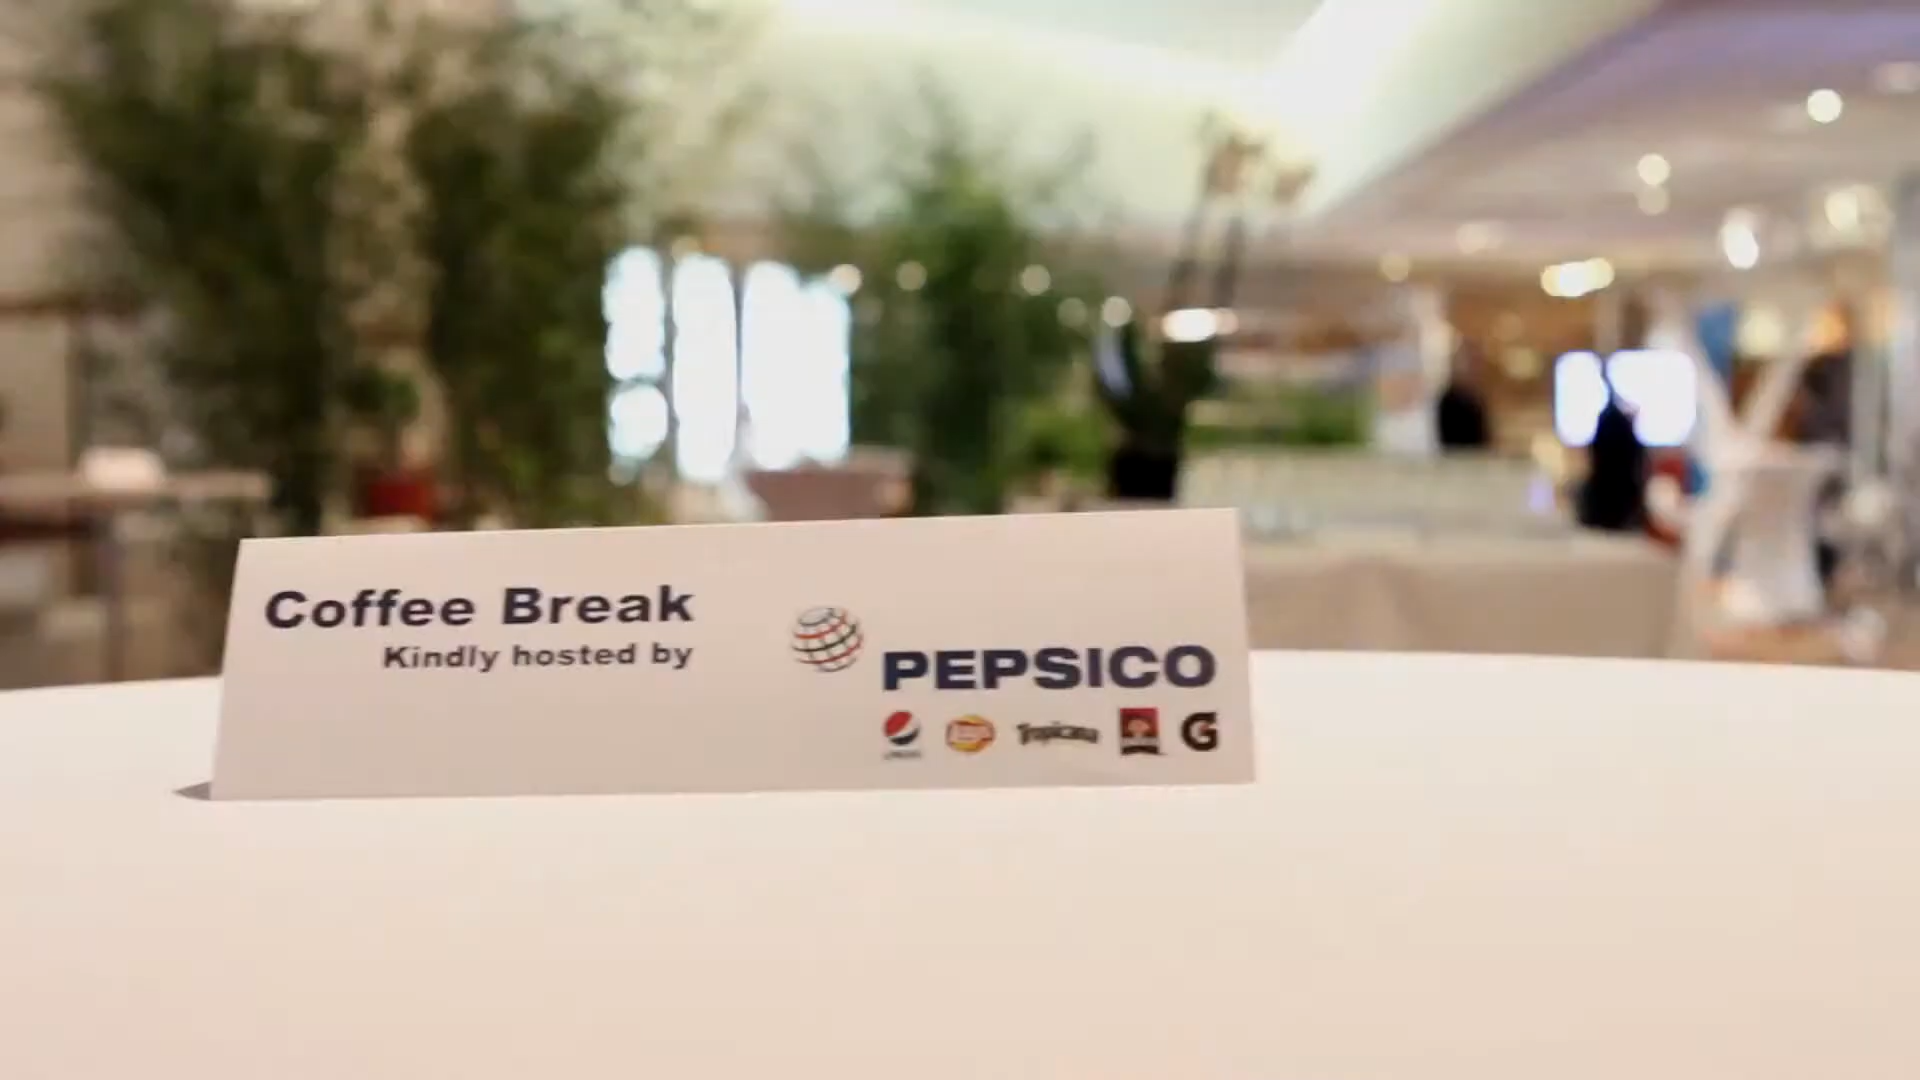 Coffee Break
Kindly hosted by
PEPSICO
Tropicana
G